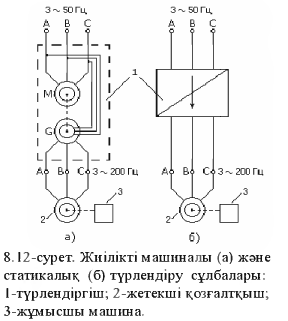 3 ~ 50 Гц
A B C
3 ~ 50 Гц
A B C
1
M
G
A B C 3 ~ 200 Гц
A B C 3 ~ 200 Гц
3
2
3
2
а)
б)
8.12-сурет. Жиілікті машиналы (а) және
статикалық (б) түрлендіру сұлбалары:
1-түрлендіргіш; 2-жетекші қозғалтқыш;
3-жұмысшы машина.